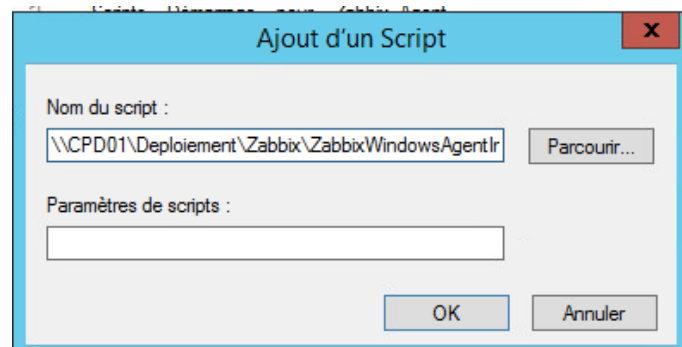 Ajout d'un Script
x
Nom du script :
\\CPD01\Deploiement\Zabbix\ZabbixWindowsAgentIr
Parcourir...
Paramètres de scripts :
OK
Annuler